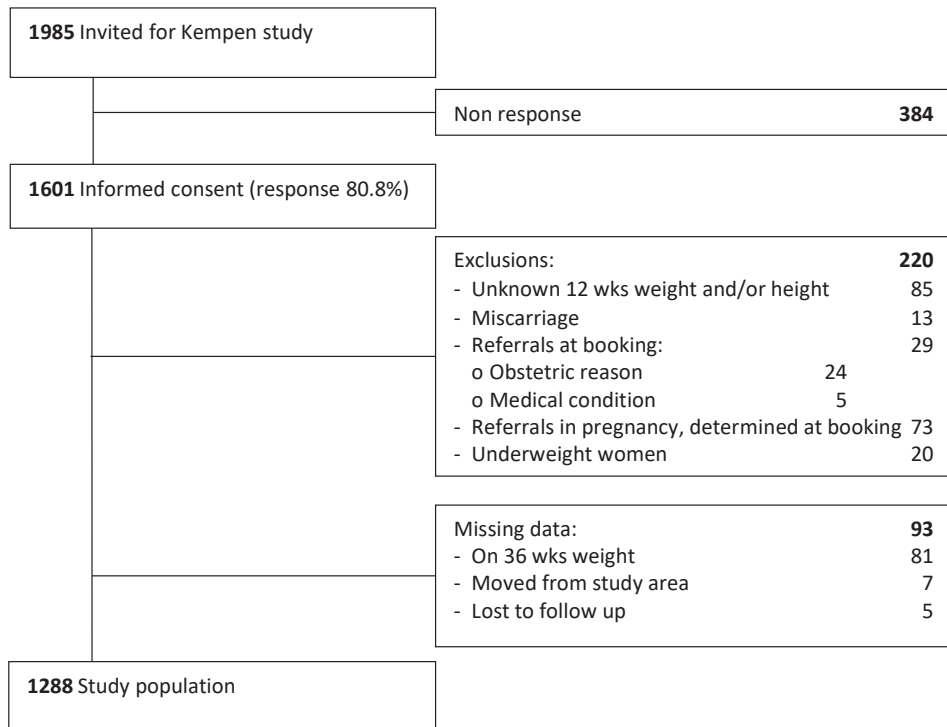 1985 Invited for Kempen study
Non response 384
1601 Informed consent (response 80.8%)
Exclusions: 220
- Unknown 12 wks weight and/or height 85
- Miscarriage 13
- Referrals at booking: 29
o Obstetric reason 24
o Medical condition 5
- Referrals in pregnancy, determined at booking 73
- Underweight women 20
Missing data: 93
- On 36 wks weight 81
- Moved from study area 7
- Lost to follow up 5
1288 Study population